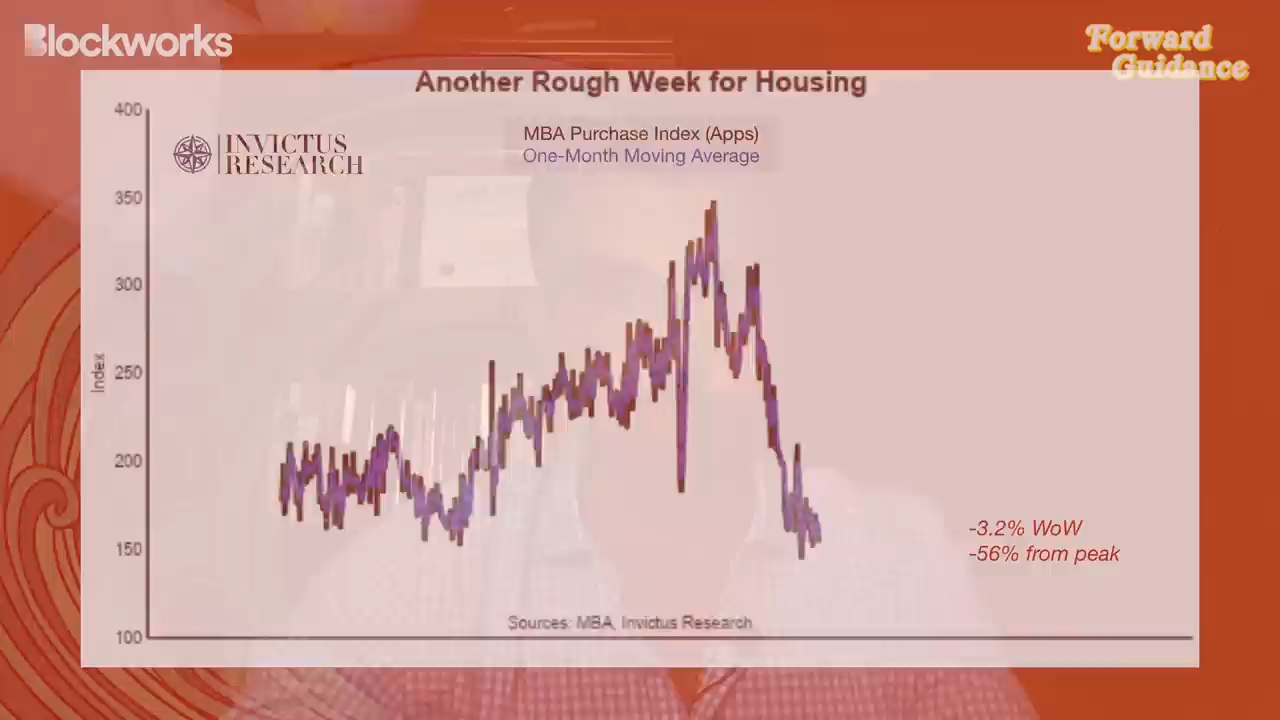 Blockworks
Forward
Guidance
Another Rough Week for Housing
MBA Purchase Index (Apps)
One-Month Moving Average
INVICTUS
RESEARCH
400
350
300
250
200
150
100
Index
-3.2% WoW
-56% from peak
Sources: MBA, Invictus Research